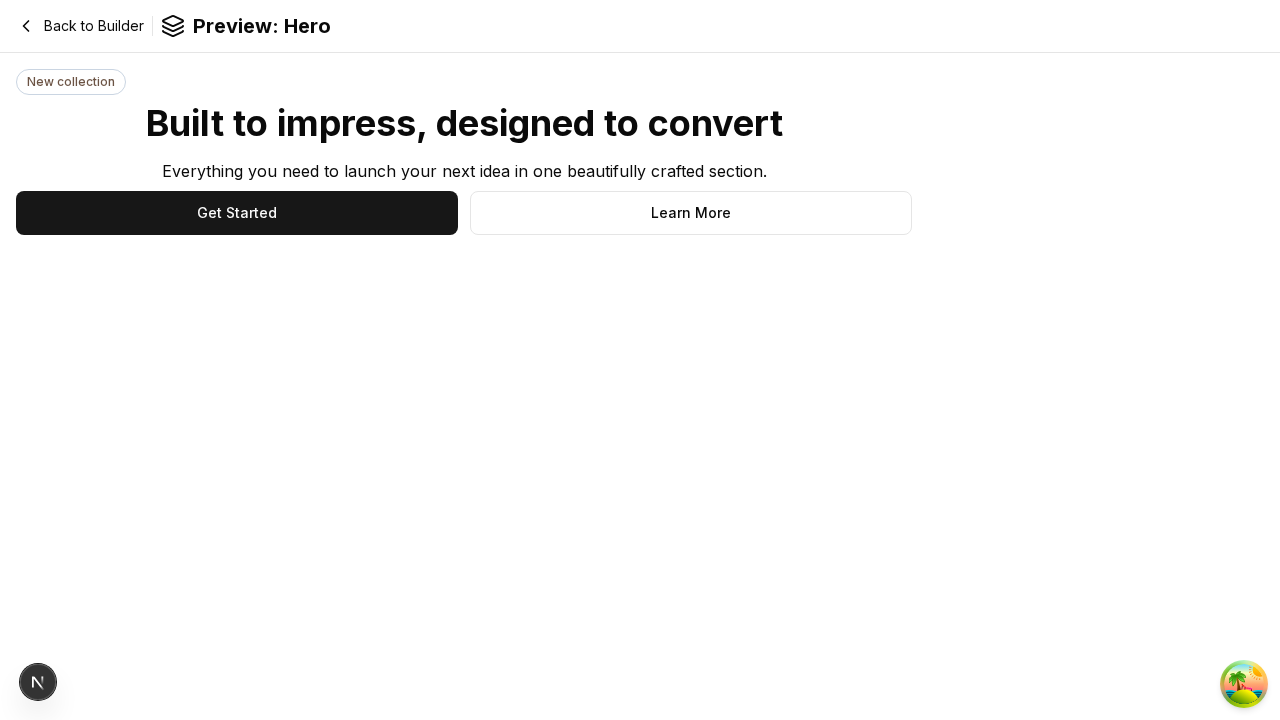 Back to Builder
Preview: Hero
New collection
Built to impress, designed to convert
Everything you need to launch your next idea in one beautifully crafted section.
Get Started
Learn More
N